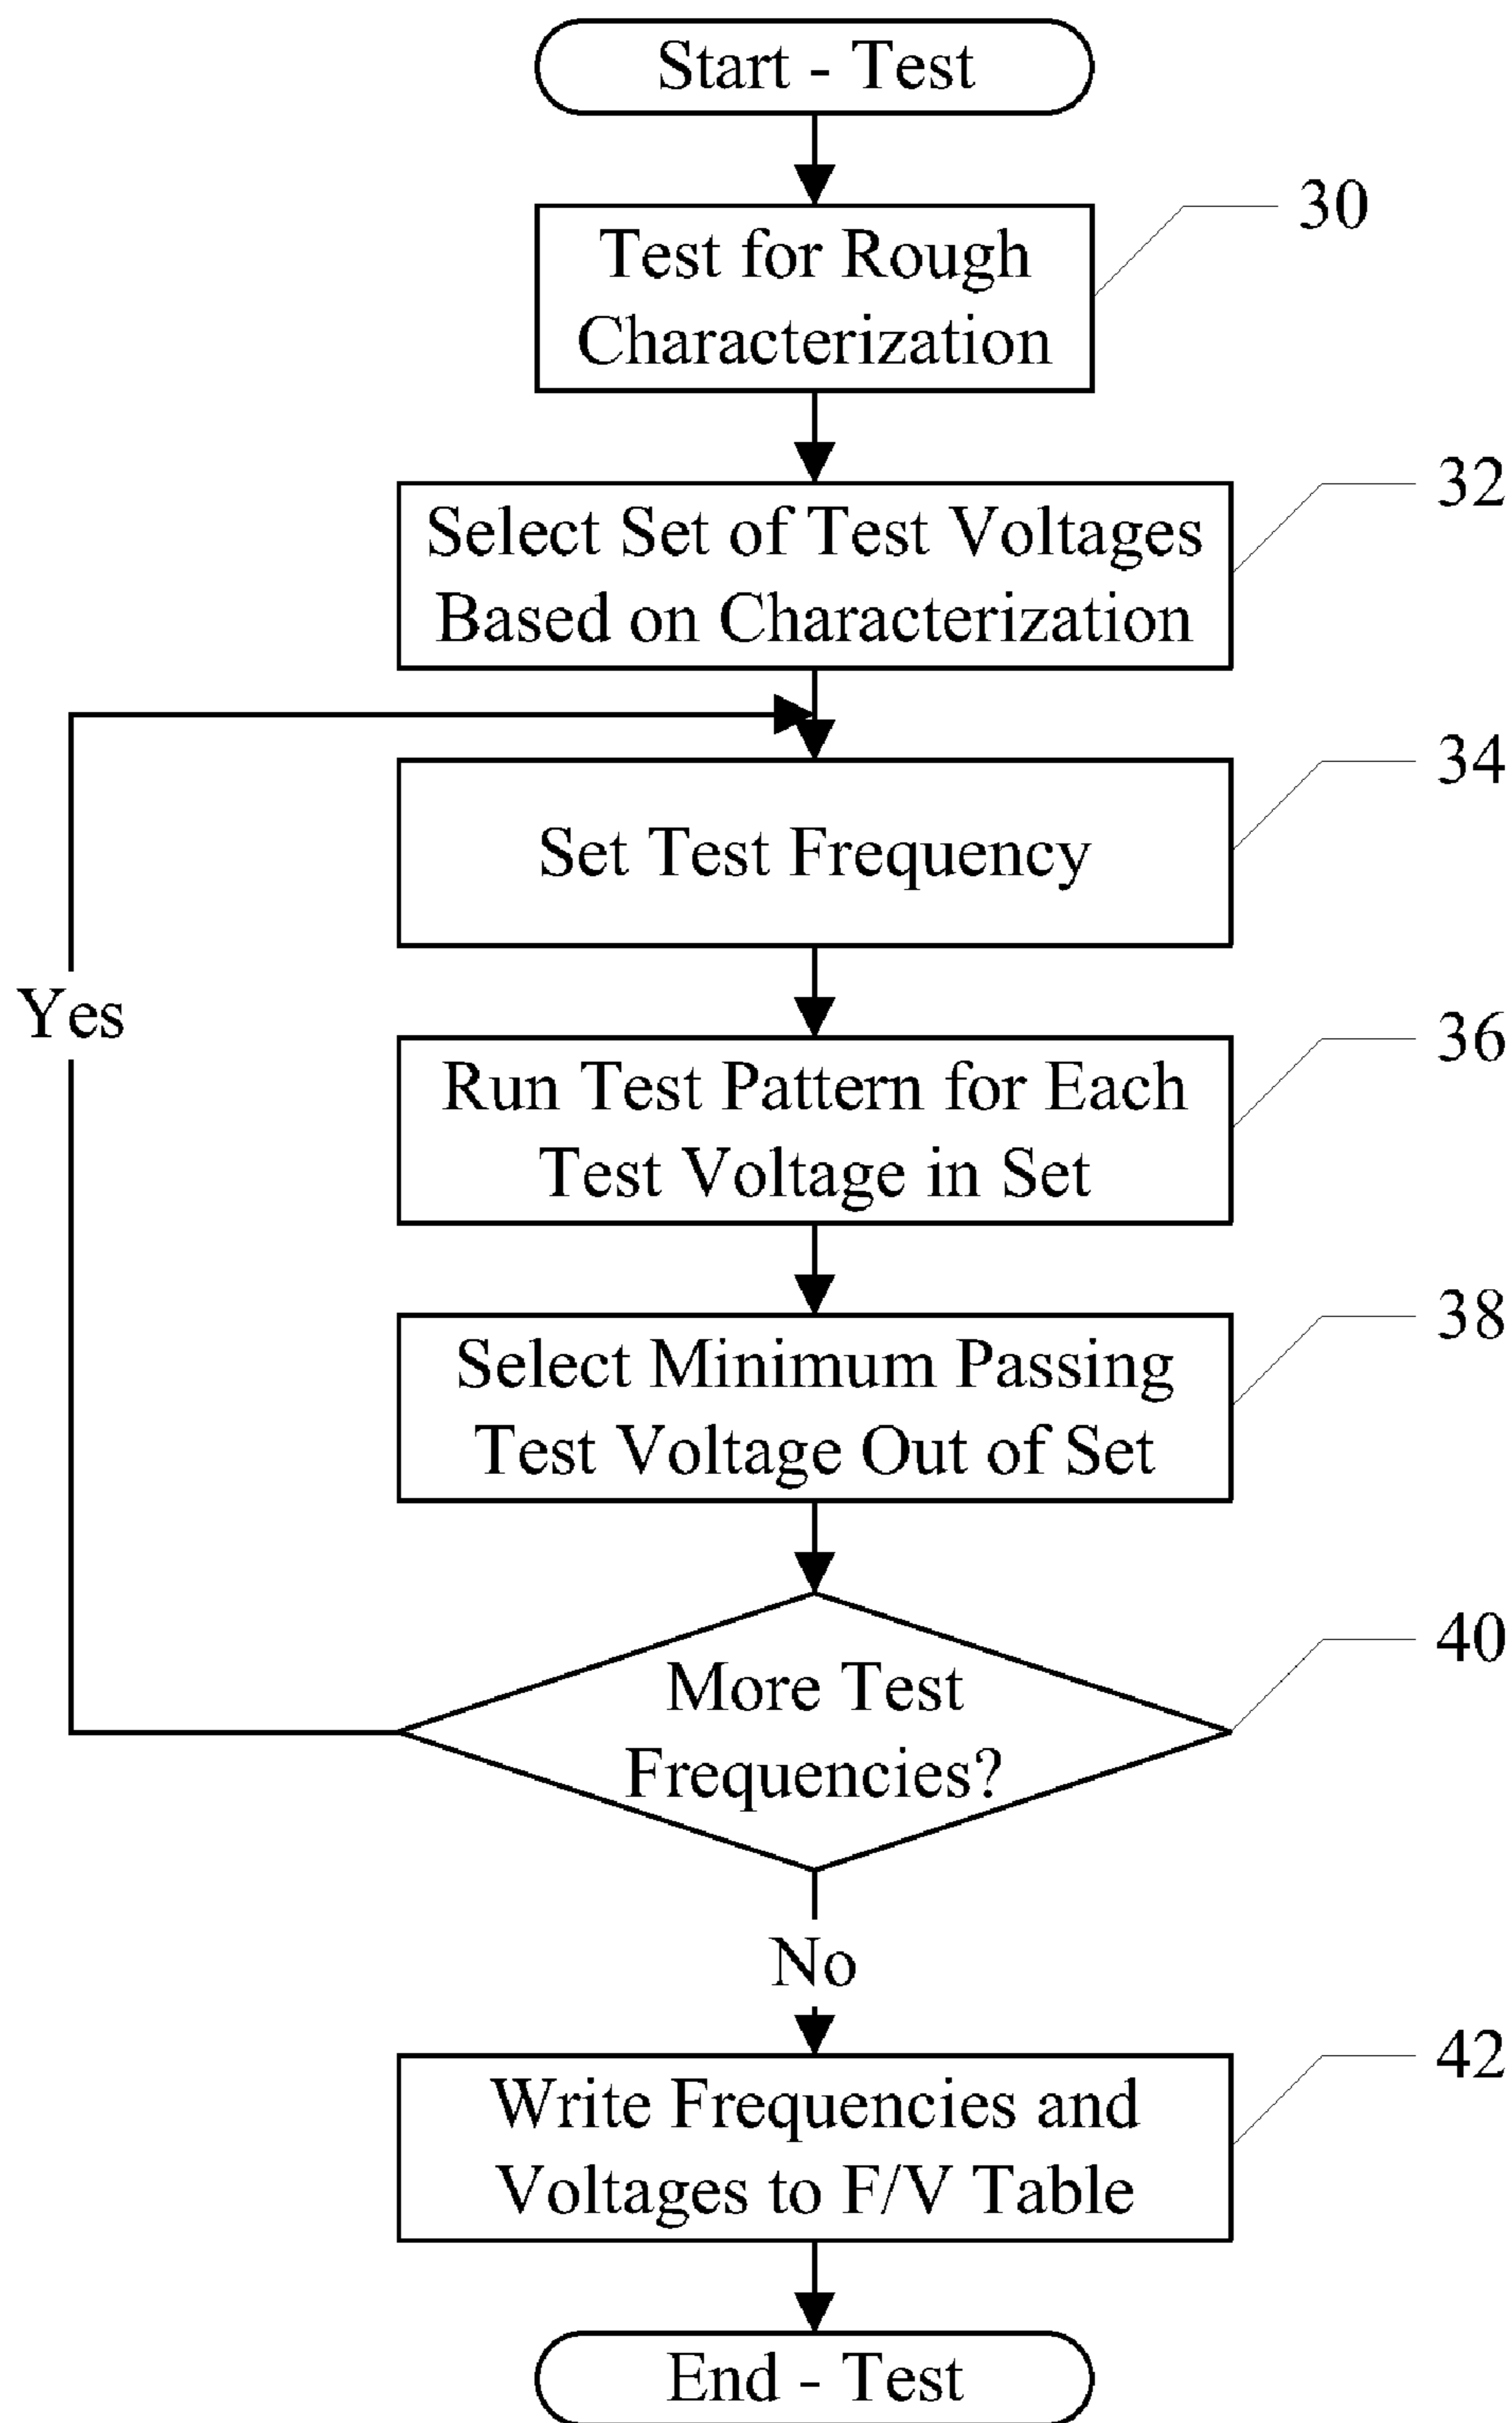 Start - Test
30
Test for Rough
Characterization
32
Select Set of Test Voltages
Based on Characterization
34
Set Test Frequency
Yes
36
Run Test Pattern for Each
Test Voltage in Set
38
Select Minimum Passing
Test Voltage Out of Set
40
More Test
Frequencies?
No
42
Write Frequencies and
Voltages to F/V Table
End - Test